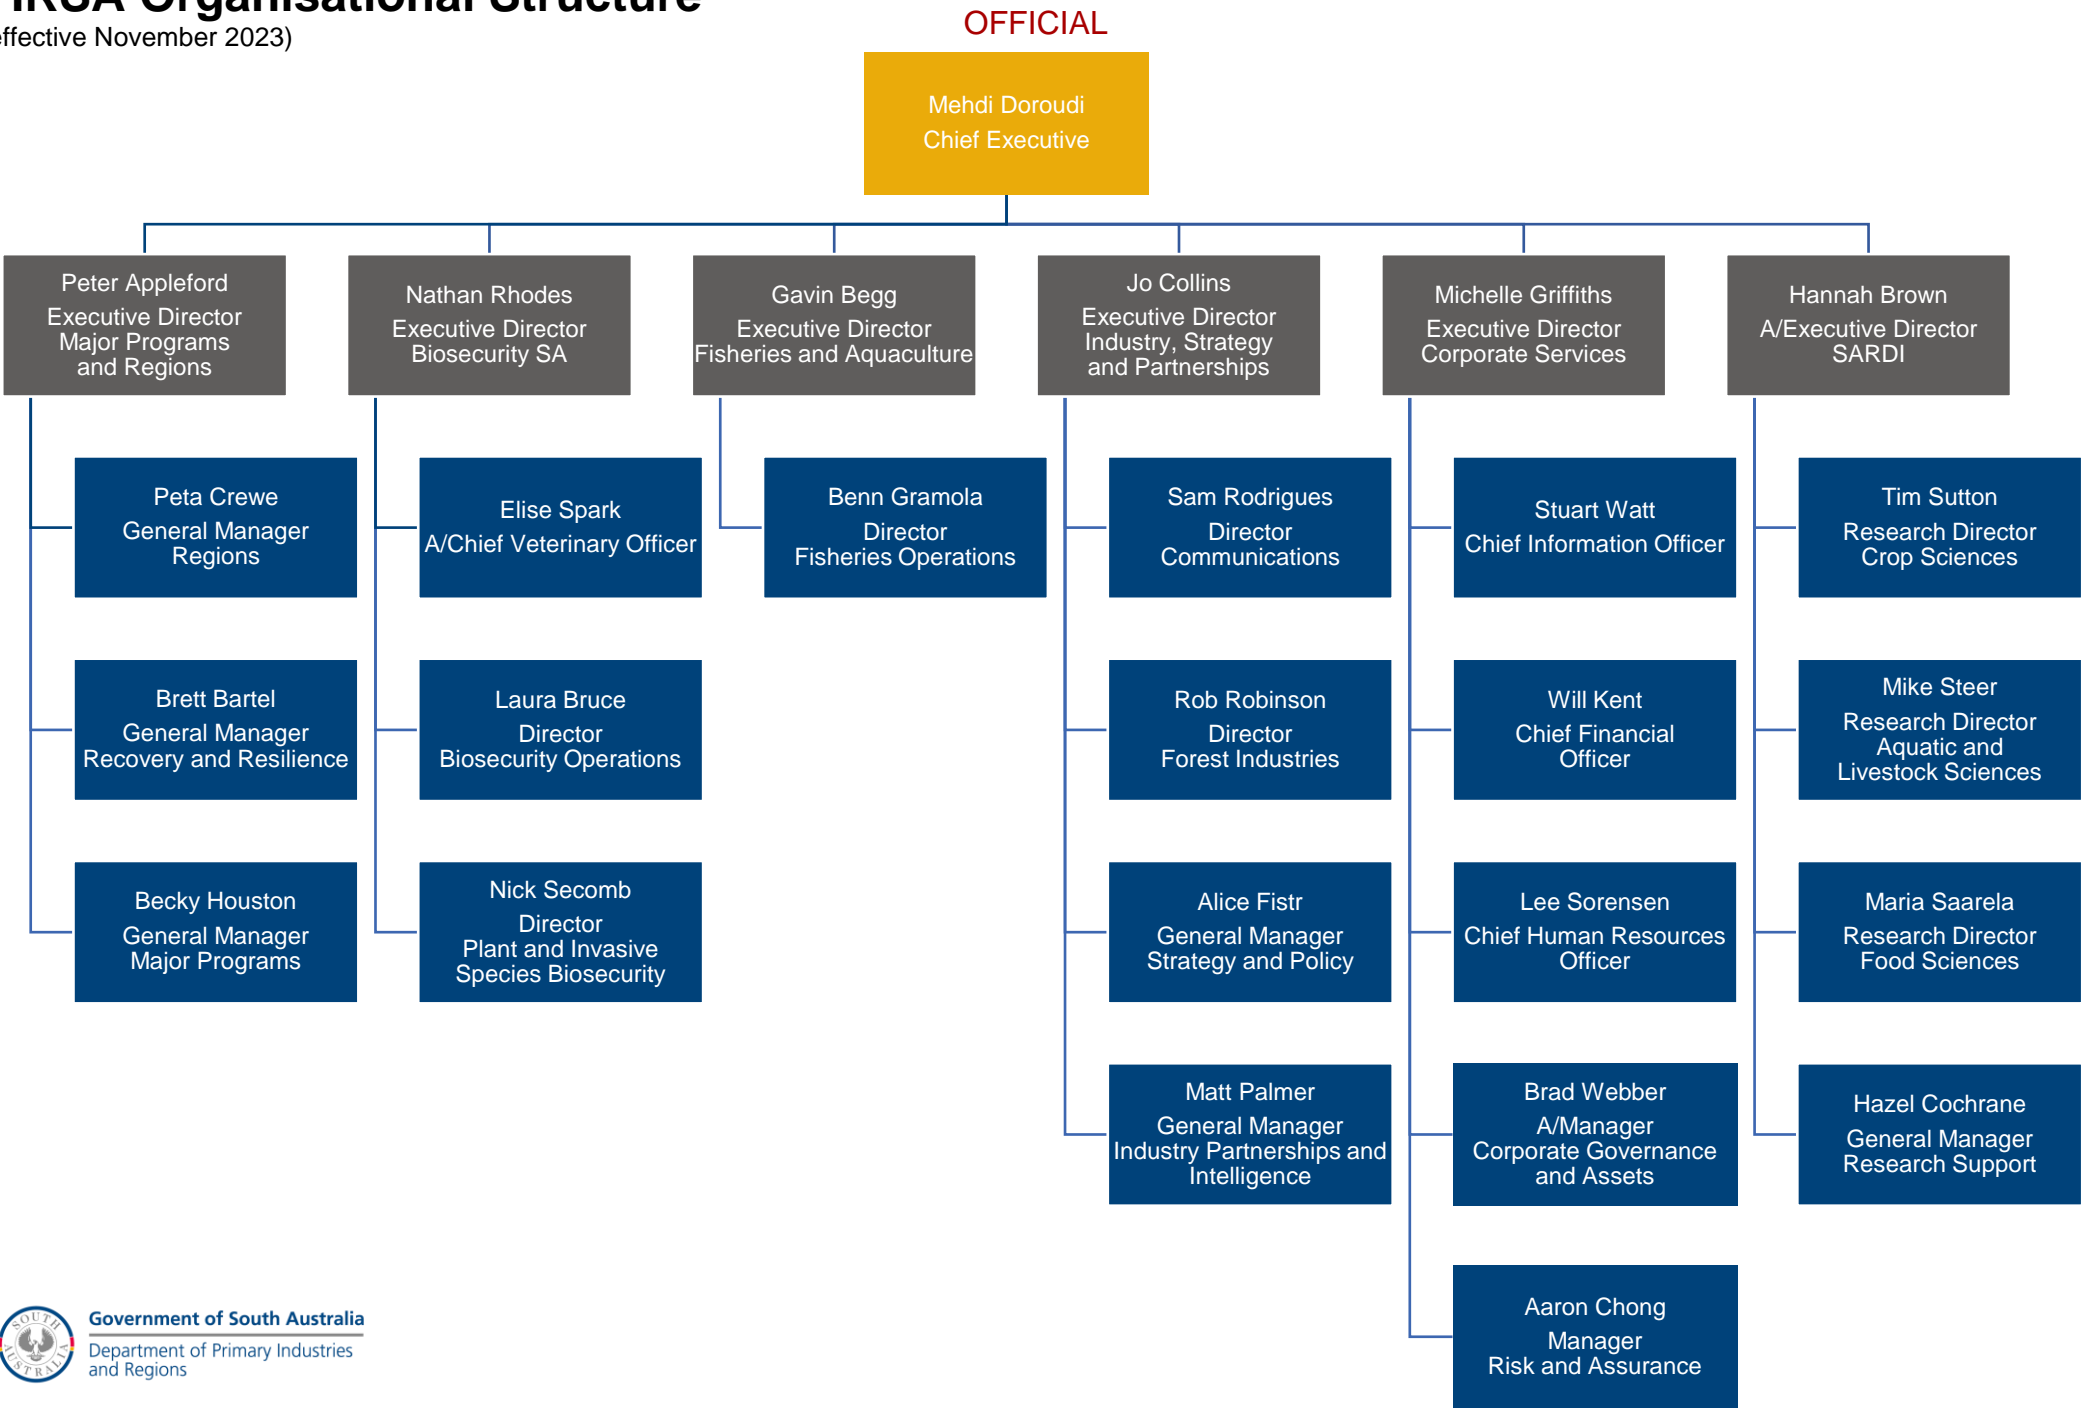 IRSA Organisational Structure
effective November 2023)
OFFICIAL
Mehdi Doroudi
Chief Executive
Peter Appleford
Executive Director
Major Programs
and Regions
Nathan Rhodes
Executive Director
Biosecurity SA
Gavin Begg
Executive Director
Fisheries and Aquaculture
Jo Collins
Executive Director
Industry, Strategy
and Partnerships
Michelle Griffiths
Executive Director
Corporate Services
Hannah Brown
A/Executive Director
SARDI
Peta Crewe
General Manager
Regions
Brett Bartel
General Manager
Recovery and Resilience
Becky Houston
General Manager
Major Programs
Elise Spark
A/Chief Veterinary Officer
Laura Bruce
Director
Biosecurity Operations
Nick Secomb
Director
Plant and Invasive
Species Biosecurity
Benn Gramola
Director
Fisheries Operations
Sam Rodrigues
Director
Communications
Rob Robinson
Director
Forest Industries
Alice Fistr
General Manager
Strategy and Policy
Matt Palmer
General Manager
Industry Partnerships and
Intelligence
Stuart Watt
Chief Information Officer
Will Kent
Chief Financial
Officer
Lee Sorensen
Chief Human Resources
Officer
Brad Webber
A/Manager
Corporate Governance
and Assets
Aaron Chong
Manager
Risk and Assurance
Tim Sutton
Research Director
Crop Sciences
Mike Steer
Research Director
Aquatic and
Livestock Sciences
Maria Saarela
Research Director
Food Sciences
Hazel Cochrane
General Manager
Research Support
SOUTH
AUSTRALIA
Government of South Australia
Department of Primary Industries
and Regions